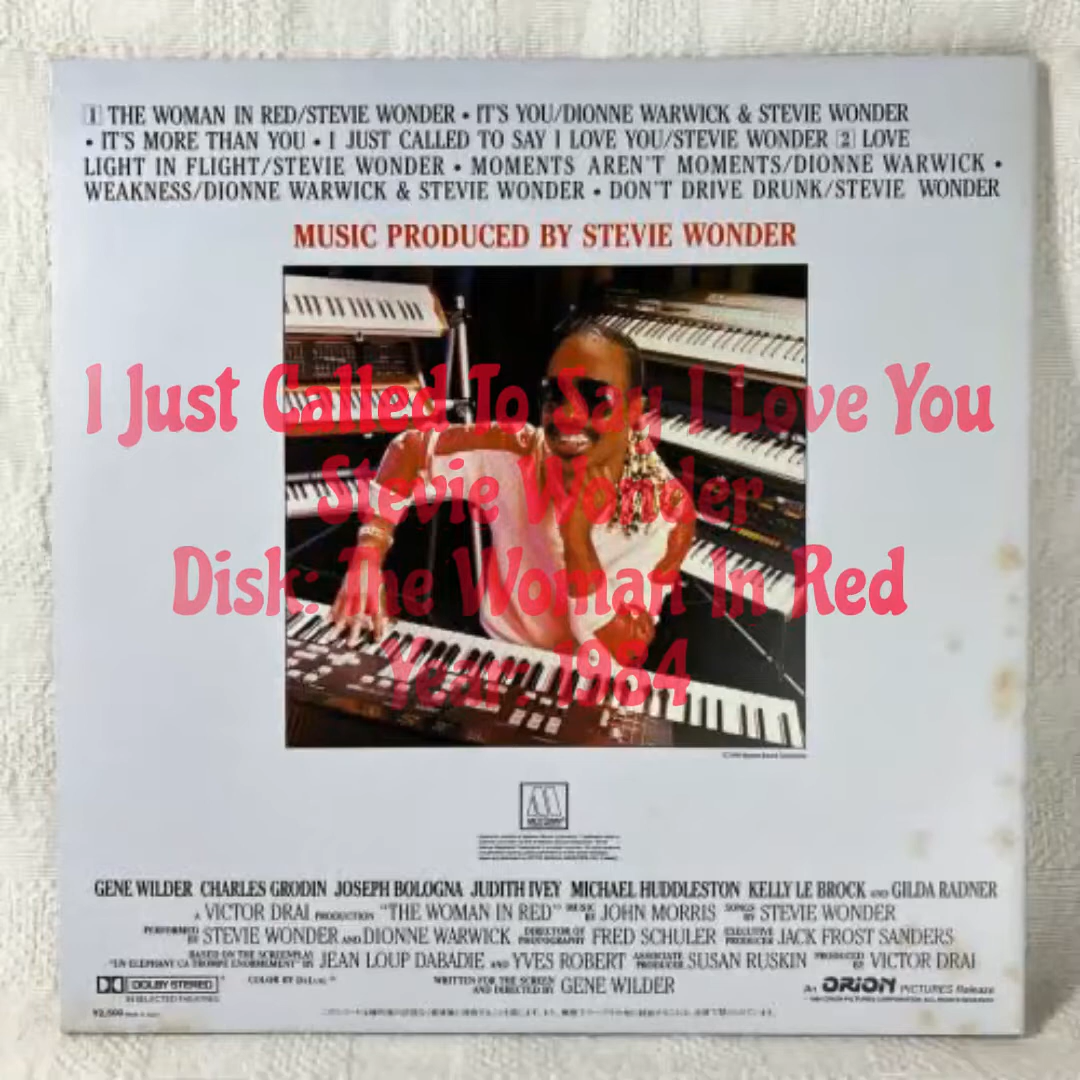 1 THE WOMAN IN RED/STEVIE WONDER • IT'S YOU/DIONNE WARWICK & STEVIE WONDER
• IT'S MORE THAN YOU • I JUST CALLED TO SAY I LOVE YOU/STEVIE WONDER 2 LOVE
LIGHT IN FLIGHT/STEVIE WONDER • MOMENTS AREN'T MOMENTS/DIONNE WARWICK •
WEAKNESS/DIONNE WARWICK & STEVIE WONDER • DON'T DRIVE DRUNK/STEVIE WONDER
MUSIC PRODUCED BY STEVIE WONDER
I Just Called To Say I Love You
Stevie Wonder
Disk: The Woman In Red
Year: 1984
GENE WILDER CHARLES GRODIN JOSEPH BOLOGNA JUDITH IVEY MICHAEL HUDDLESTON KELLY LE BROCK AND GILDA RADNER
A VICTOR DRAI PRODUCTION "THE WOMAN IN RED" MUSIC BY JOHN MORRIS SONGS BY STEVIE WONDER
PERFORMED BY STEVIE WONDER AND DIONNE WARWICK DIRECTOR OF PHOTOGRAPHY FRED SCHULER EXECUTIVE PRODUCER JACK FROST SANDERS
BASED ON THE SCREENPLAY "UN ELEPHANT CA TROMPE ENORMEMENT" BY JEAN LOUP DABADIE AND YVES ROBERT ASSOCIATE PRODUCER SUSAN RUSKIN PRODUCED BY VICTOR DRAI
DOLBY STEREO COLOR BY DELUXE WRITTEN FOR THE SCREEN AND DIRECTED BY GENE WILDER An ORION PICTURES Release
IN SELECTED THEATRES
¥2,500